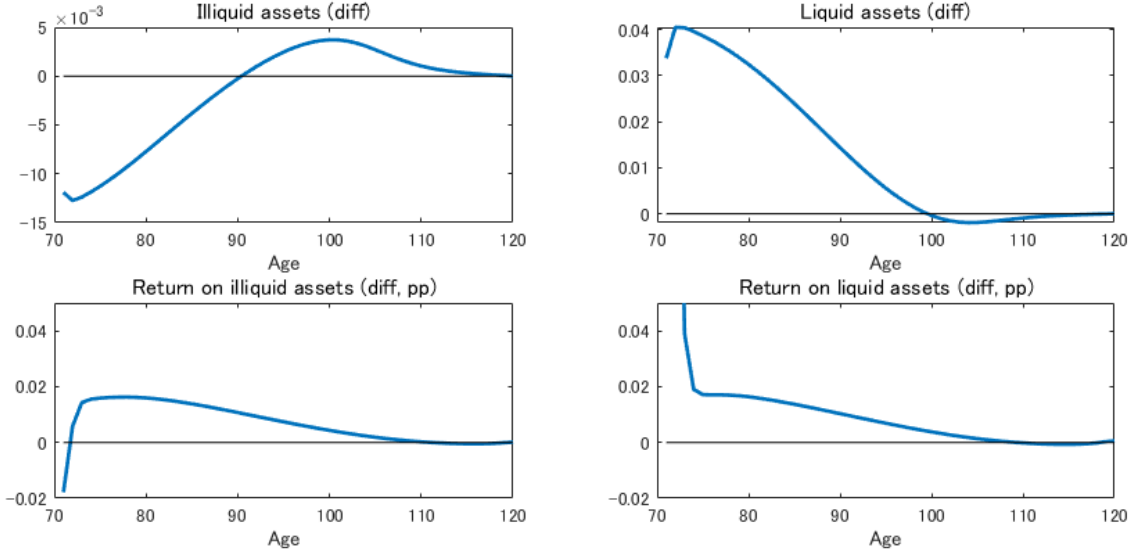 × 10⁻³ Illiquid assets (diff)
5
0
−5
−10
−15
70 80 90 100 110 120
Age
Liquid assets (diff)
0.04
0.03
0.02
0.01
0
70 80 90 100 110 120
Age
Return on illiquid assets (diff, pp)
0.04
0.02
0
−0.02
70 80 90 100 110 120
Age
Return on liquid assets (diff, pp)
0.04
0.02
0
−0.02
70 80 90 100 110 120
Age